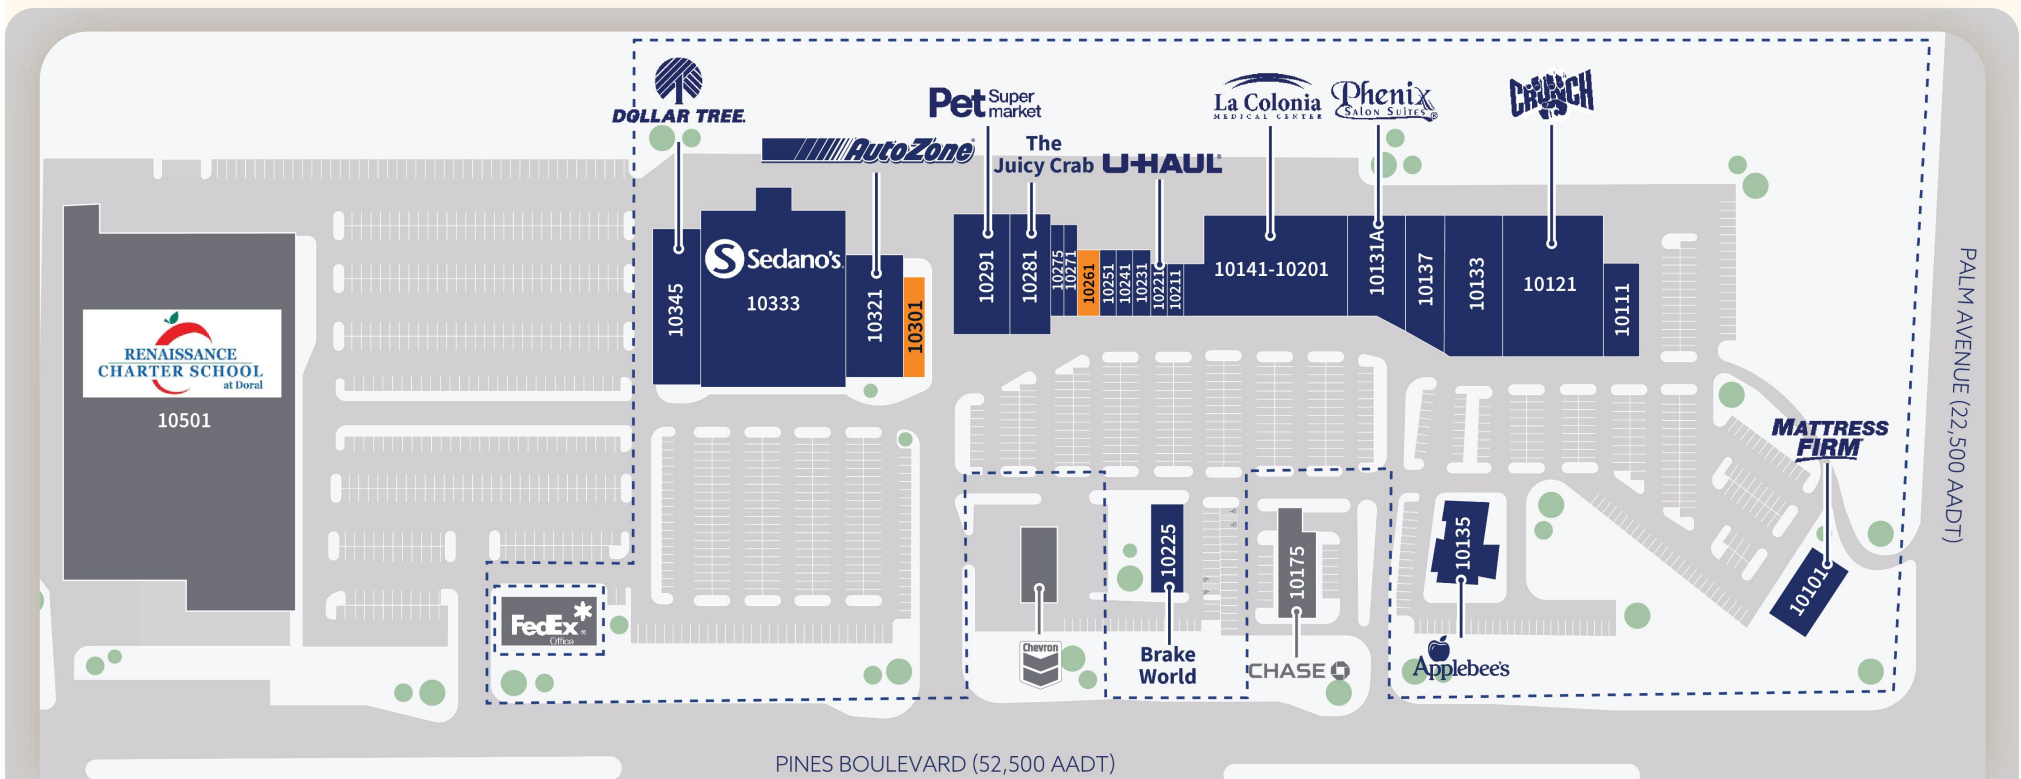 DOLLAR TREE.
AutoZone
Pet Super
market
The
Juicy Crab
U-HAUL
La Colonia
MEDICAL CENTER
Phenix
SALON SUITES
CRUNCH
10345
S Sedano's
10333
10321
10301
10291
10281
10275
10271
10261
10251
10241
10231
10221
10211
10141-10201
10131A
10137
10133
10121
10111
RENAISSANCE
CHARTER SCHOOL
at Doral
10501
PALM AVENUE (22,500 AADT)
MATTRESS
FIRM
10101
FedEx
Office
Chevron
10225
Brake
World
10175
CHASE
10135
Applebee's
PINES BOULEVARD (52,500 AADT)